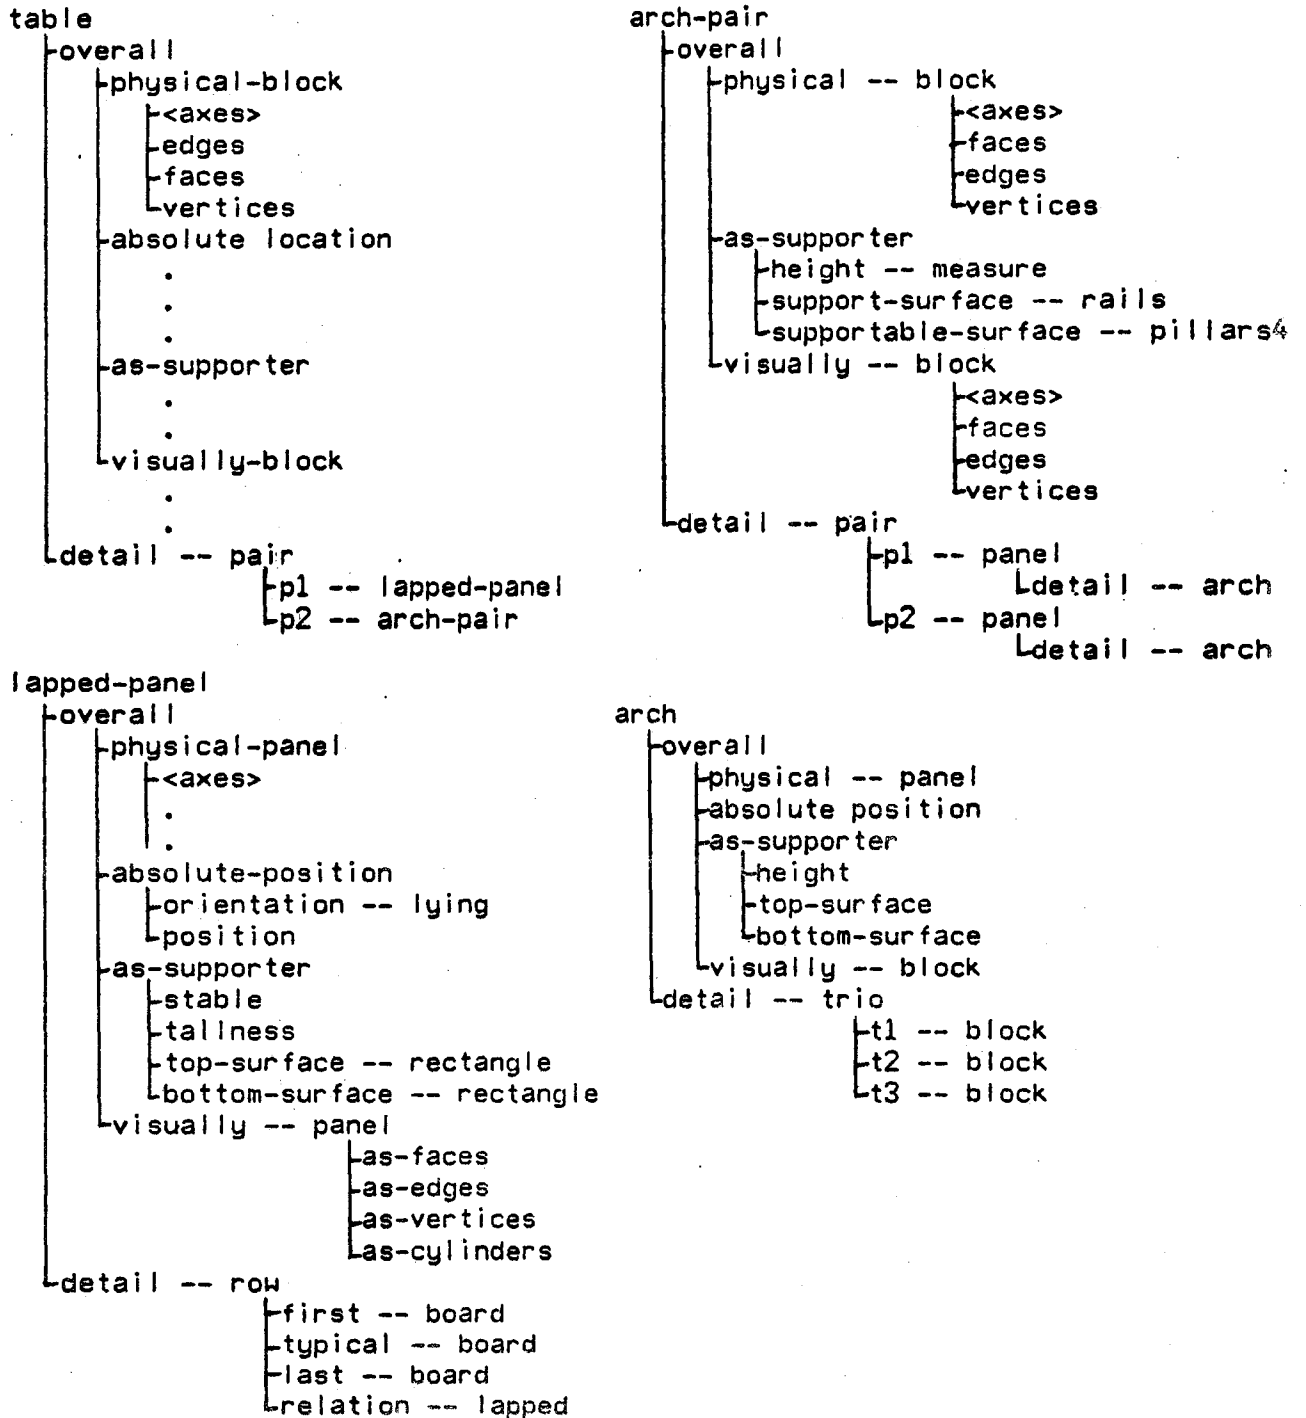 table
overall
physical-block
<axes>
edges
faces
vertices
absolute location
.
.
.
as-supporter
.
.
visually-block
.
.
detail -- pair
p1 -- lapped-panel
p2 -- arch-pair
arch-pair
overall
physical -- block
<axes>
faces
edges
vertices
as-supporter
height -- measure
support-surface -- rails
supportable-surface -- pillars4
visually -- block
<axes>
faces
edges
vertices
detail -- pair
p1 -- panel
detail -- arch
p2 -- panel
detail -- arch
lapped-panel
overall
physical-panel
<axes>
.
.
absolute-position
orientation -- lying
position
as-supporter
stable
tallness
top-surface -- rectangle
bottom-surface -- rectangle
visually -- panel
as-faces
as-edges
as-vertices
as-cylinders
detail -- row
first -- board
typical -- board
last -- board
relation -- lapped
arch
overall
physical -- panel
absolute position
as-supporter
height
top-surface
bottom-surface
visually -- block
detail -- trio
t1 -- block
t2 -- block
t3 -- block